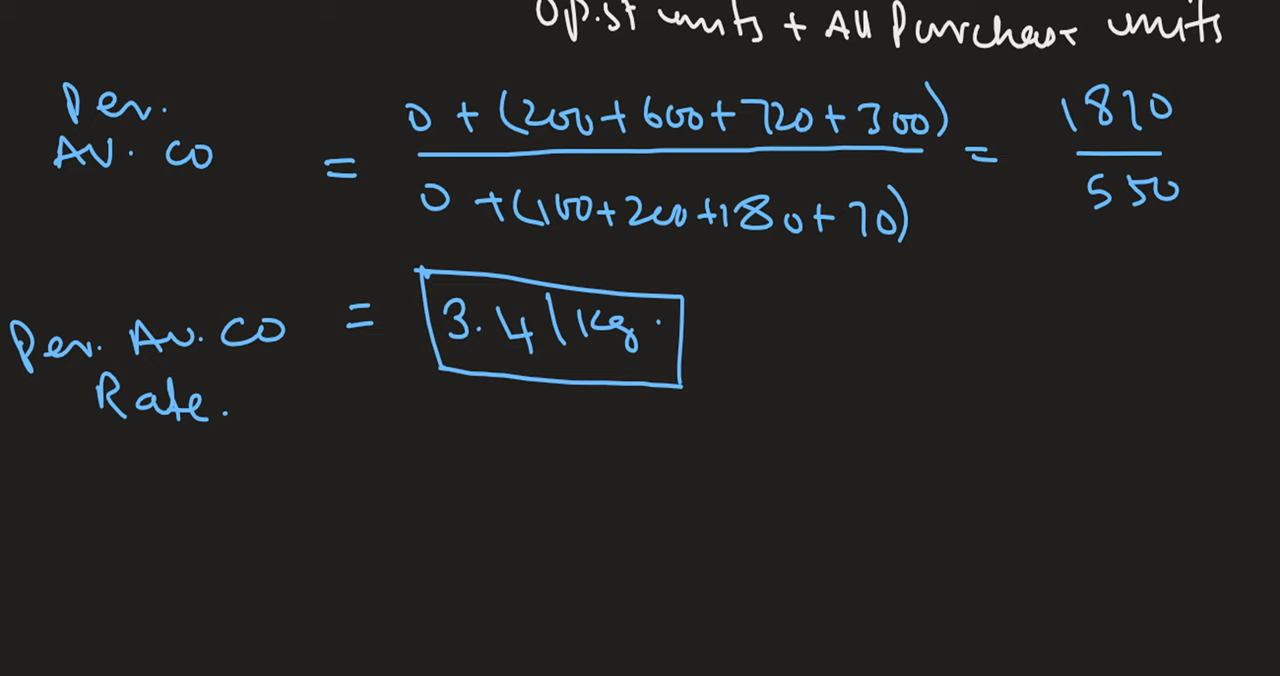 Op.st units + All Purchase units
Per.
Av. co = 0 + (200+600+720+300) / 0 + (100+200+180+70) = 1870 / 550
Per. Av. CO = 3.4/kg.
Rate.